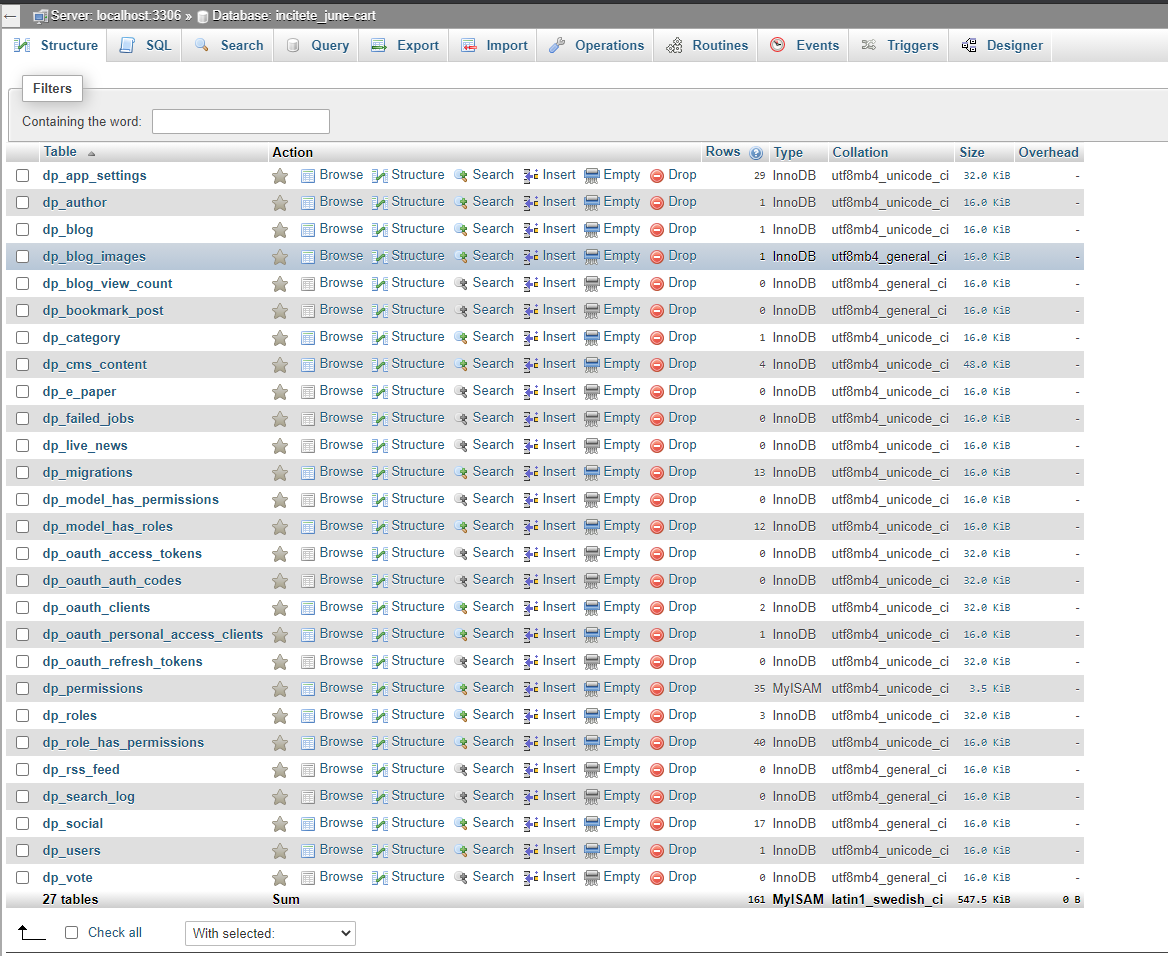 Server: localhost:3306 » Database: incitete_june-cart
Structure SQL Search Query Export Import Operations Routines Events Triggers Designer
Filters
Containing the word:
Table Action Rows Type Collation Size Overhead
dp_app_settings Browse Structure Search Insert Empty Drop 29 InnoDB utf8mb4_unicode_ci 32.0 KiB -
dp_author Browse Structure Search Insert Empty Drop 1 InnoDB utf8mb4_unicode_ci 16.0 KiB -
dp_blog Browse Structure Search Insert Empty Drop 1 InnoDB utf8mb4_unicode_ci 16.0 KiB -
dp_blog_images Browse Structure Search Insert Empty Drop 1 InnoDB utf8mb4_general_ci 16.0 KiB -
dp_blog_view_count Browse Structure Search Insert Empty Drop 0 InnoDB utf8mb4_general_ci 16.0 KiB -
dp_bookmark_post Browse Structure Search Insert Empty Drop 0 InnoDB utf8mb4_general_ci 16.0 KiB -
dp_category Browse Structure Search Insert Empty Drop 1 InnoDB utf8mb4_unicode_ci 16.0 KiB -
dp_cms_content Browse Structure Search Insert Empty Drop 4 InnoDB utf8mb4_unicode_ci 48.0 KiB -
dp_e_paper Browse Structure Search Insert Empty Drop 0 InnoDB utf8mb4_unicode_ci 16.0 KiB -
dp_failed_jobs Browse Structure Search Insert Empty Drop 0 InnoDB utf8mb4_unicode_ci 16.0 KiB -
dp_live_news Browse Structure Search Insert Empty Drop 0 InnoDB utf8mb4_unicode_ci 16.0 KiB -
dp_migrations Browse Structure Search Insert Empty Drop 13 InnoDB utf8mb4_unicode_ci 16.0 KiB -
dp_model_has_permissions Browse Structure Search Insert Empty Drop 0 InnoDB utf8mb4_unicode_ci 16.0 KiB -
dp_model_has_roles Browse Structure Search Insert Empty Drop 12 InnoDB utf8mb4_unicode_ci 16.0 KiB -
dp_oauth_access_tokens Browse Structure Search Insert Empty Drop 0 InnoDB utf8mb4_unicode_ci 32.0 KiB -
dp_oauth_auth_codes Browse Structure Search Insert Empty Drop 0 InnoDB utf8mb4_unicode_ci 32.0 KiB -
dp_oauth_clients Browse Structure Search Insert Empty Drop 2 InnoDB utf8mb4_unicode_ci 32.0 KiB -
dp_oauth_personal_access_clients Browse Structure Search Insert Empty Drop 1 InnoDB utf8mb4_unicode_ci 16.0 KiB -
dp_oauth_refresh_tokens Browse Structure Search Insert Empty Drop 0 InnoDB utf8mb4_unicode_ci 32.0 KiB -
dp_permissions Browse Structure Search Insert Empty Drop 35 MyISAM utf8mb4_unicode_ci 3.5 KiB -
dp_roles Browse Structure Search Insert Empty Drop 3 InnoDB utf8mb4_unicode_ci 32.0 KiB -
dp_role_has_permissions Browse Structure Search Insert Empty Drop 40 InnoDB utf8mb4_unicode_ci 16.0 KiB -
dp_rss_feed Browse Structure Search Insert Empty Drop 0 InnoDB utf8mb4_general_ci 16.0 KiB -
dp_search_log Browse Structure Search Insert Empty Drop 0 InnoDB utf8mb4_general_ci 16.0 KiB -
dp_social Browse Structure Search Insert Empty Drop 17 InnoDB utf8mb4_general_ci 16.0 KiB -
dp_users Browse Structure Search Insert Empty Drop 1 InnoDB utf8mb4_unicode_ci 16.0 KiB -
dp_vote Browse Structure Search Insert Empty Drop 0 InnoDB utf8mb4_general_ci 16.0 KiB -
27 tables Sum 161 MyISAM latin1_swedish_ci 547.5 KiB 0 B
Check all With selected: